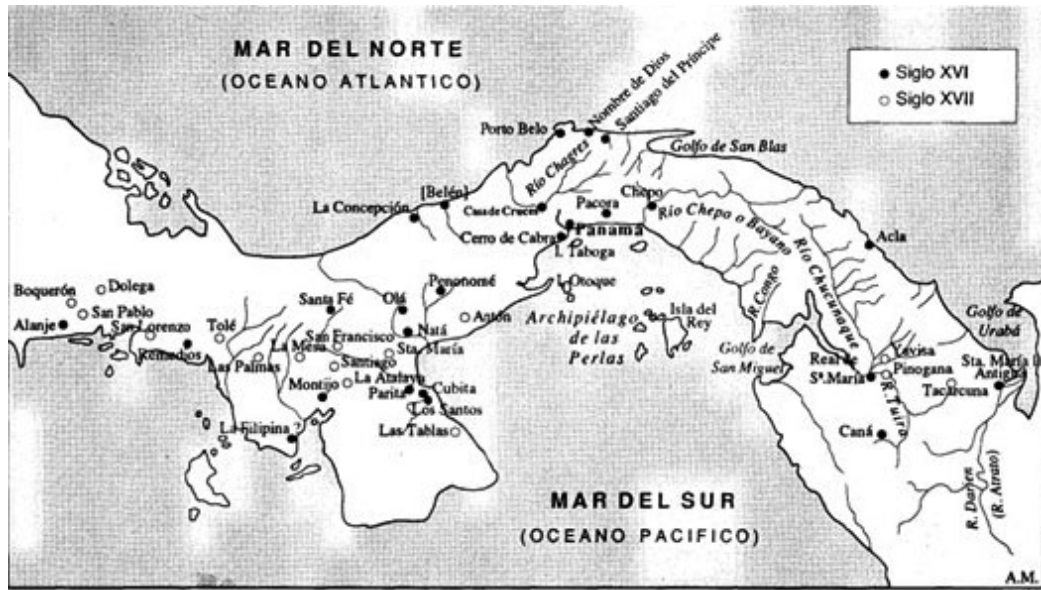 MAR DEL NORTE
(OCEANO ATLANTICO)
Siglo XVI
Siglo XVII
Nombre de Dios
Santiago del Príncipe
Porto Belo
Golfo de San Blas
Río Chagres
[Belén]
La Concepción
Casa de Cruces
Pacora
Chepo
Río Chepo o Bayano
Cerro de Cabra
Panamá
I. Taboga
Acla
Río Chucunaque
Boquerón
Dolega
San Pablo
Alanje
San Lorenzo
Remedios
Tolé
Las Palmas
Santa Fé
Olá
Penonomé
Antón
Natá
San Francisco
La Mesa
Santiago
Sta. María
La Atalaya
Montijo
Parita
Cubita
Los Santos
Las Tablas
La Filipina ?
I. Otoque
Archipiélago
de las
Perlas
Isla del
Rey
R. Congo
Golfo de
San Miguel
Golfo de
Urabá
Real de
Sª. María
Yavisa
Pinogana
R. Tuira
Tacarcuna
Sta. María la
Antigua
Caná
R. Darién
(R. Atrato)
MAR DEL SUR
(OCEANO PACIFICO)
A.M.